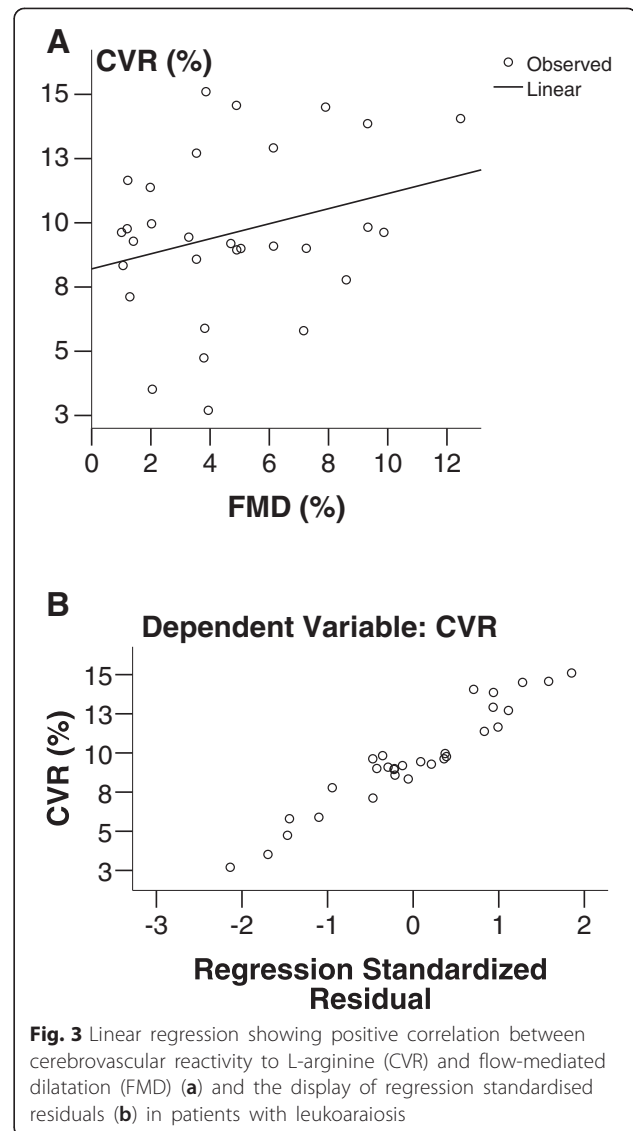 A
CVR (%)
Observed
Linear
15
13
10
8
5
3
0 2 4 6 8 10 12
FMD (%)
B
Dependent Variable: CVR
CVR (%)
15
13
10
8
5
3
-3 -2 -1 0 1 2
Regression Standardized
Residual
Fig. 3 Linear regression showing positive correlation between
cerebrovascular reactivity to L-arginine (CVR) and flow-mediated
dilatation (FMD) (a) and the display of regression standardised
residuals (b) in patients with leukoaraiosis